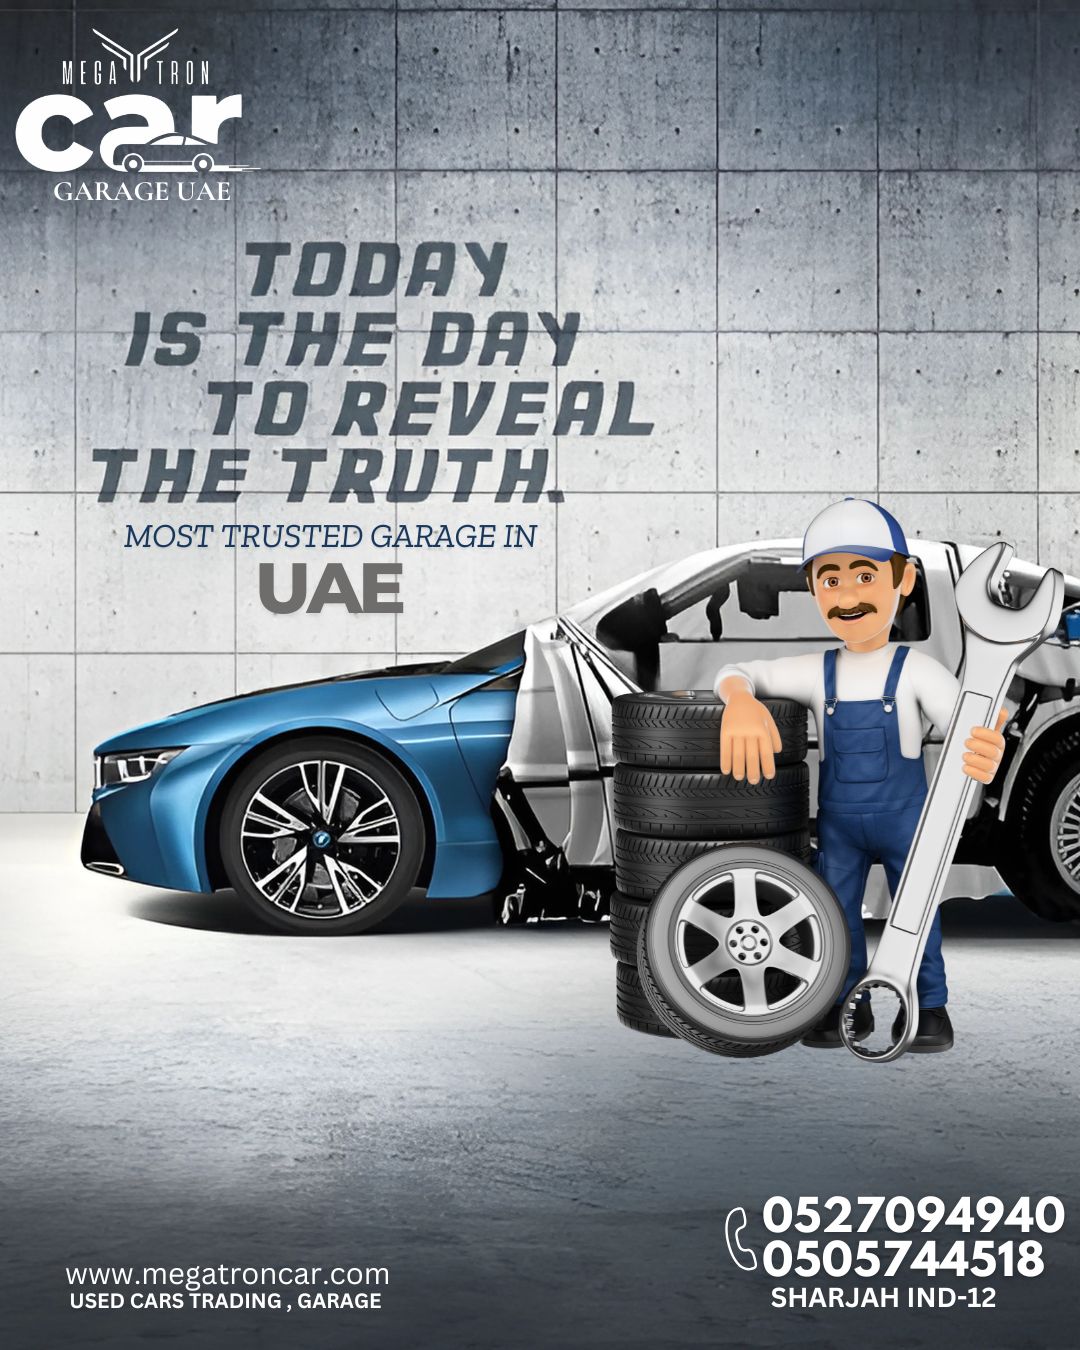 MEGA TRON
car
GARAGE UAE
TODAY
IS THE DAY
TO REVEAL
THE TRUTH.
MOST TRUSTED GARAGE IN
UAE
0527094940
0505744518
SHARJAH IND-12
www.megatroncar.com
USED CARS TRADING , GARAGE